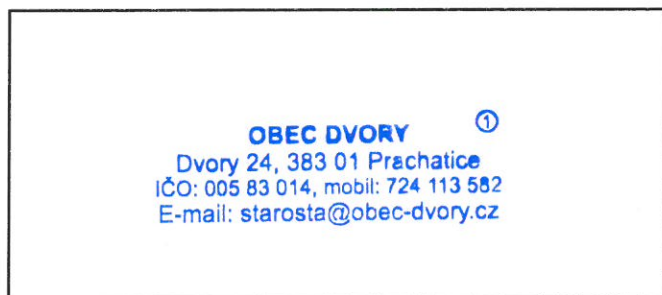 OBEC DVORY ①
Dvory 24, 383 01 Prachatice
IČO: 005 83 014, mobil: 724 113 582
E-mail: starosta@obec-dvory.cz